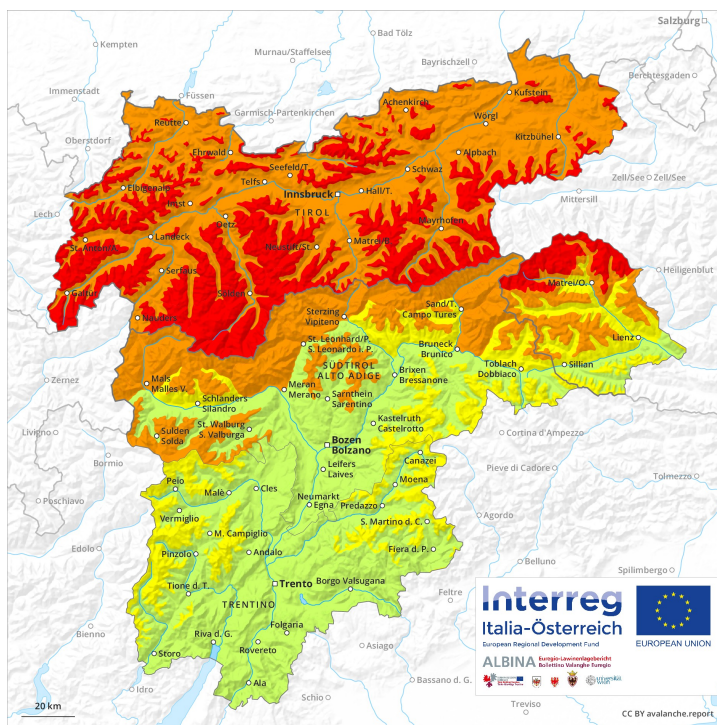 Salzburg
Kempten
Bad Tölz
Murnau/Staffelsee
Bayrischzell
Berchtesgaden
Immenstadt
Füssen
Garmisch-Partenkirchen
Achenkirch
Kufstein
Reutte
Wörgl
Oberstdorf
Ehrwald
Kitzbühel
Alpbach
Seefeld/T.
Schwaz
Zell/See
Zell/See
Telfs
Elbigenalp
Innsbruck
Hall/T.
Mittersill
Imst
TIROL
Lech
Oetz
Mayrhofen
Landeck
Neustift/St.
Matrei/B.
St. Anton/A.
Serfaus
Heiligenblut
Matrei/O.
Galtür
Sölden
Nauders
Sterzing
Vipiteno
Sand/T.
Campo Tures
Lienz
St. Leonhard/P.
S. Leonardo i. P.
Bruneck
Brunico
SÜDTIROL
ALTO ADIGE
Toblach
Dobbiaco
Sillian
Zernez
Mals
Malles V.
Meran
Merano
Brixen
Bressanone
Schlanders
Silandro
Sarnthein
Sarentino
Kastelruth
Castelrotto
Livigno
Sulden
Solda
St. Walburg
S. Valburga
Cortina d'Ampezzo
Bozen
Bolzano
Bormio
Canazei
Pieve di Cadore
Leifers
Laives
Tolmezzo
Peio
Moena
Poschiavo
Malè
Cles
Neumarkt
Egna
Predazzo
Agordo
Vermiglio
S. Martino d. C.
M. Campiglio
Edolo
Pinzolo
Andalo
Fiera d. P.
Belluno
Spilimbergo
Tione d. T.
Trento
Borgo Valsugana
Feltre
TRENTINO
Folgaria
Bienno
Riva d. G.
Rovereto
Asiago
Storo
Idro
Ala
Schio
Bassano d. G.
Treviso
Interreg
Italia-Österreich
European Regional Development Fund
EUROPEAN UNION
ALBINA
Euregio-Lawinenlagebericht
Bollettino Valanghe Euregio
20 km
CC BY avalanche.report